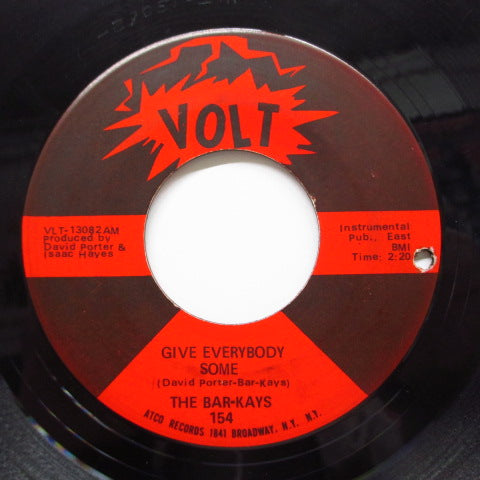 VOLT
VLT-13082AM
Produced by
David Porter &
Isaac Hayes
Instrumental
Pub., East
BMI
Time: 2:20
GIVE EVERYBODY
SOME
(David Porter-Bar-Kays)
THE BAR-KAYS
154
ATCO RECORDS 1841 BROADWAY, N.Y. N.Y.